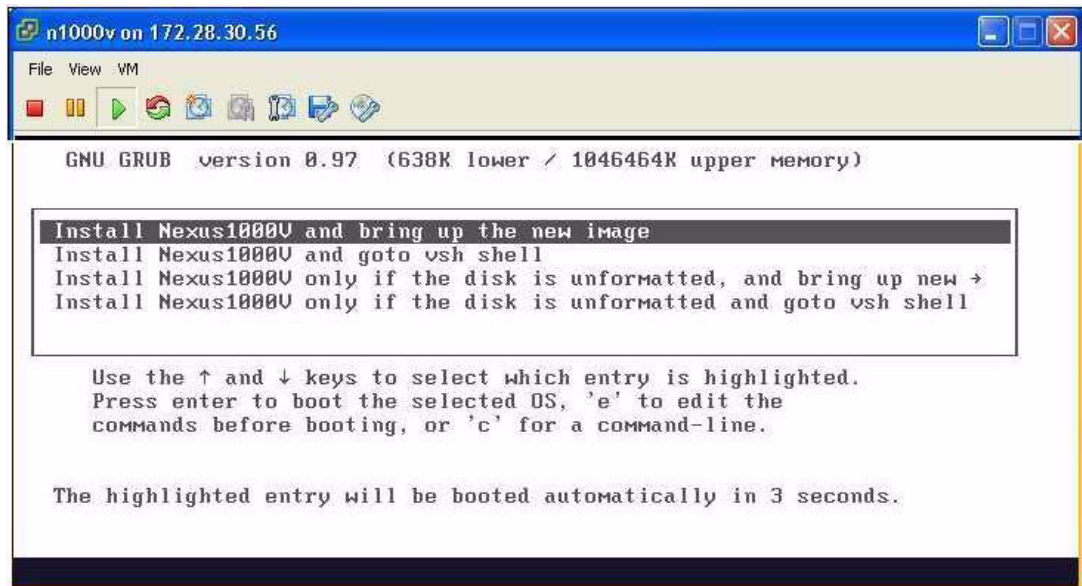 n1000v on 172.28.30.56
File View VM
GNU GRUB version 0.97 (638K lower / 1046464K upper memory)
Install Nexus1000V and bring up the new image
Install Nexus1000V and goto vsh shell
Install Nexus1000V only if the disk is unformatted, and bring up new →
Install Nexus1000V only if the disk is unformatted and goto vsh shell
Use the ↑ and ↓ keys to select which entry is highlighted.
Press enter to boot the selected OS, 'e' to edit the
commands before booting, or 'c' for a command-line.
The highlighted entry will be booted automatically in 3 seconds.